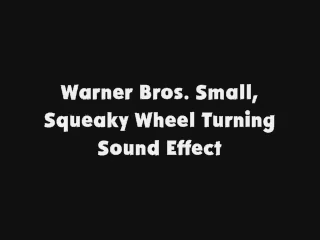 Warner Bros. Small,
Squeaky Wheel Turning
Sound Effect